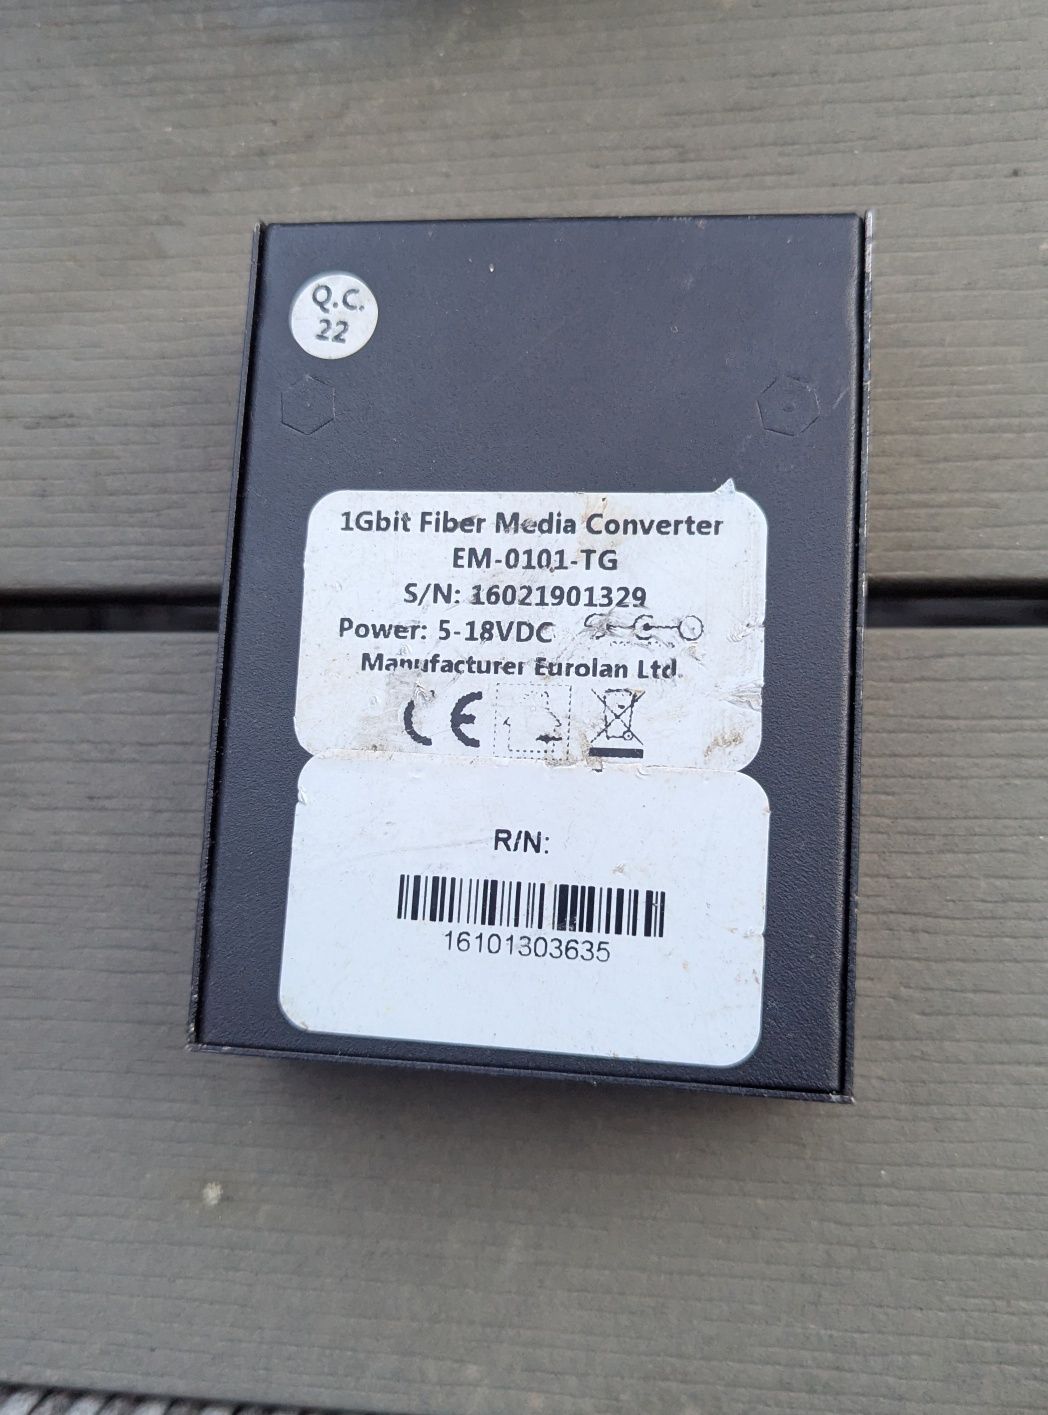 Q.C.
22
1Gbit Fiber Media Converter
EM-0101-TG
S/N: 16021901329
Power: 5-18VDC
Manufacturer Eurolan Ltd.
CE
R/N:
16101303635